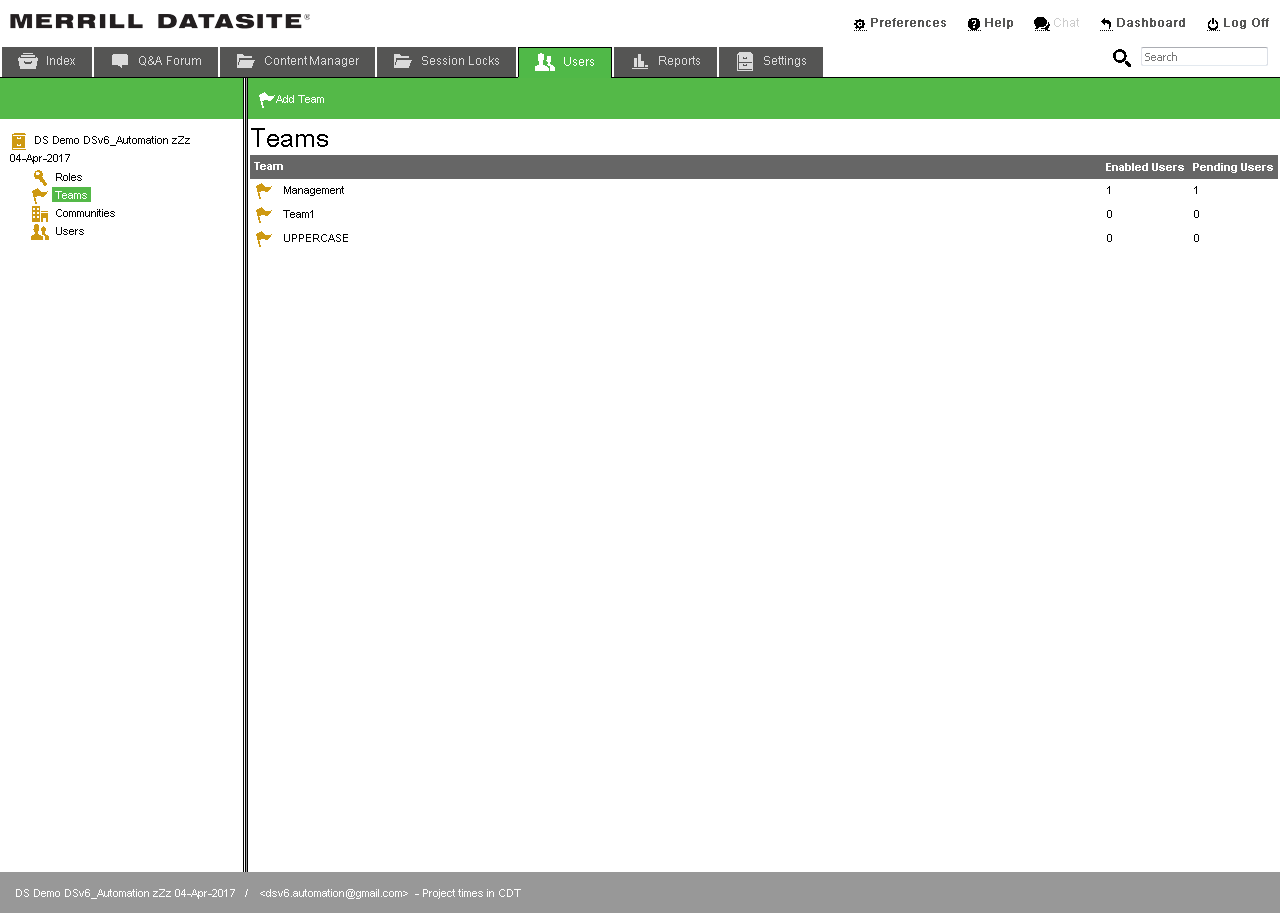 MERRILL DATASITE®
Preferences Help Chat Dashboard Log Off
Index Q&A Forum Content Manager Session Locks Users Reports Settings Search
Add Team
DS Demo DSv6_Automation zZz
04-Apr-2017
Roles
Teams
Communities
Users
Teams
Team Enabled Users Pending Users
Management 1 1
Team1 0 0
UPPERCASE 0 0
DS Demo DSv6_Automation zZz 04-Apr-2017 / <dsv6.automation@gmail.com> - Project times in CDT